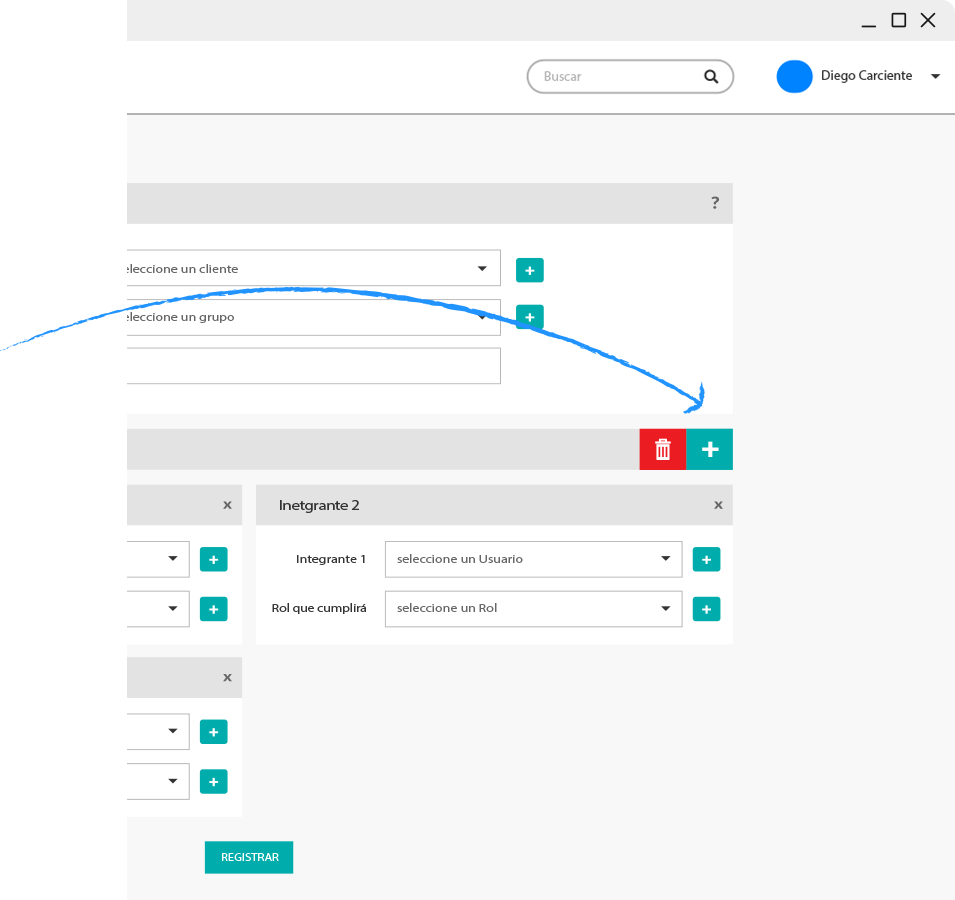 Buscar
Diego Carciente
?
eleccione un cliente
+
eleccione un grupo
+
+
x
Inetgrante 2
x
+
Integrante 1
seleccione un Usuario
+
+
Rol que cumplirá
seleccione un Rol
+
x
+
+
REGISTRAR